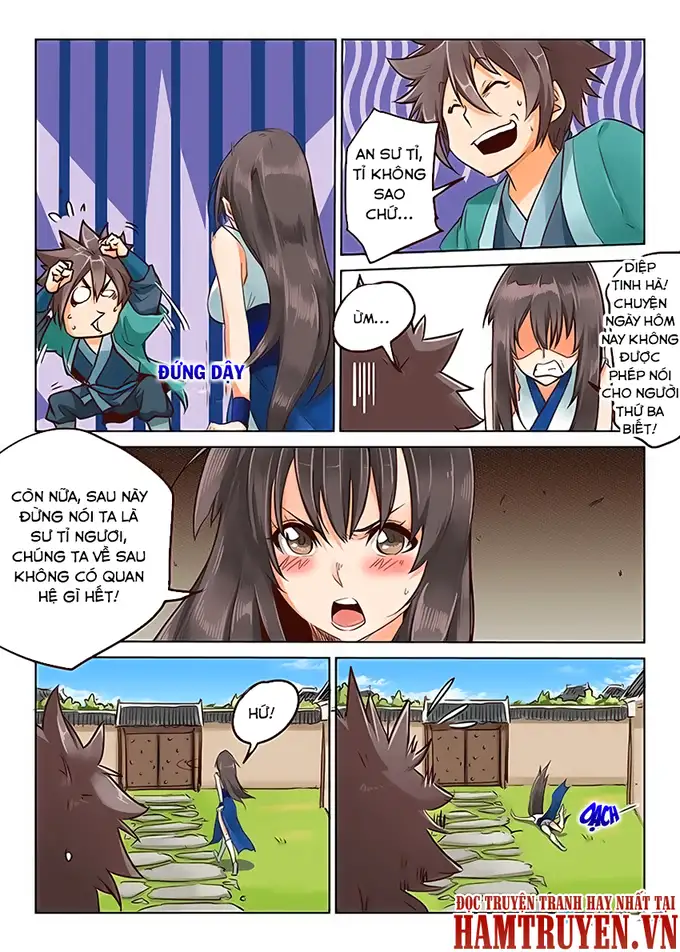 ĐỨNG DẬY
AN SƯ TỈ,
TỈ KHÔNG
SAO
CHỨ...
ỪM...
DIỆP
TINH HÀ!
CHUYỆN
NGÀY HÔM
NAY KHÔNG
ĐƯỢC
PHÉP NÓI
CHO NGƯỜI
THỨ BA
BIẾT!
CÒN NỮA, SAU NÀY
ĐỪNG NÓI TA LÀ
SƯ TỈ NGƯƠI,
CHÚNG TA VỀ SAU
KHÔNG CÓ QUAN
HỆ GÌ HẾT!
HỨ!
OẠCH
ĐỌC TRUYỆN TRANH HAY NHẤT TẠI
HAMTRUYEN.VN